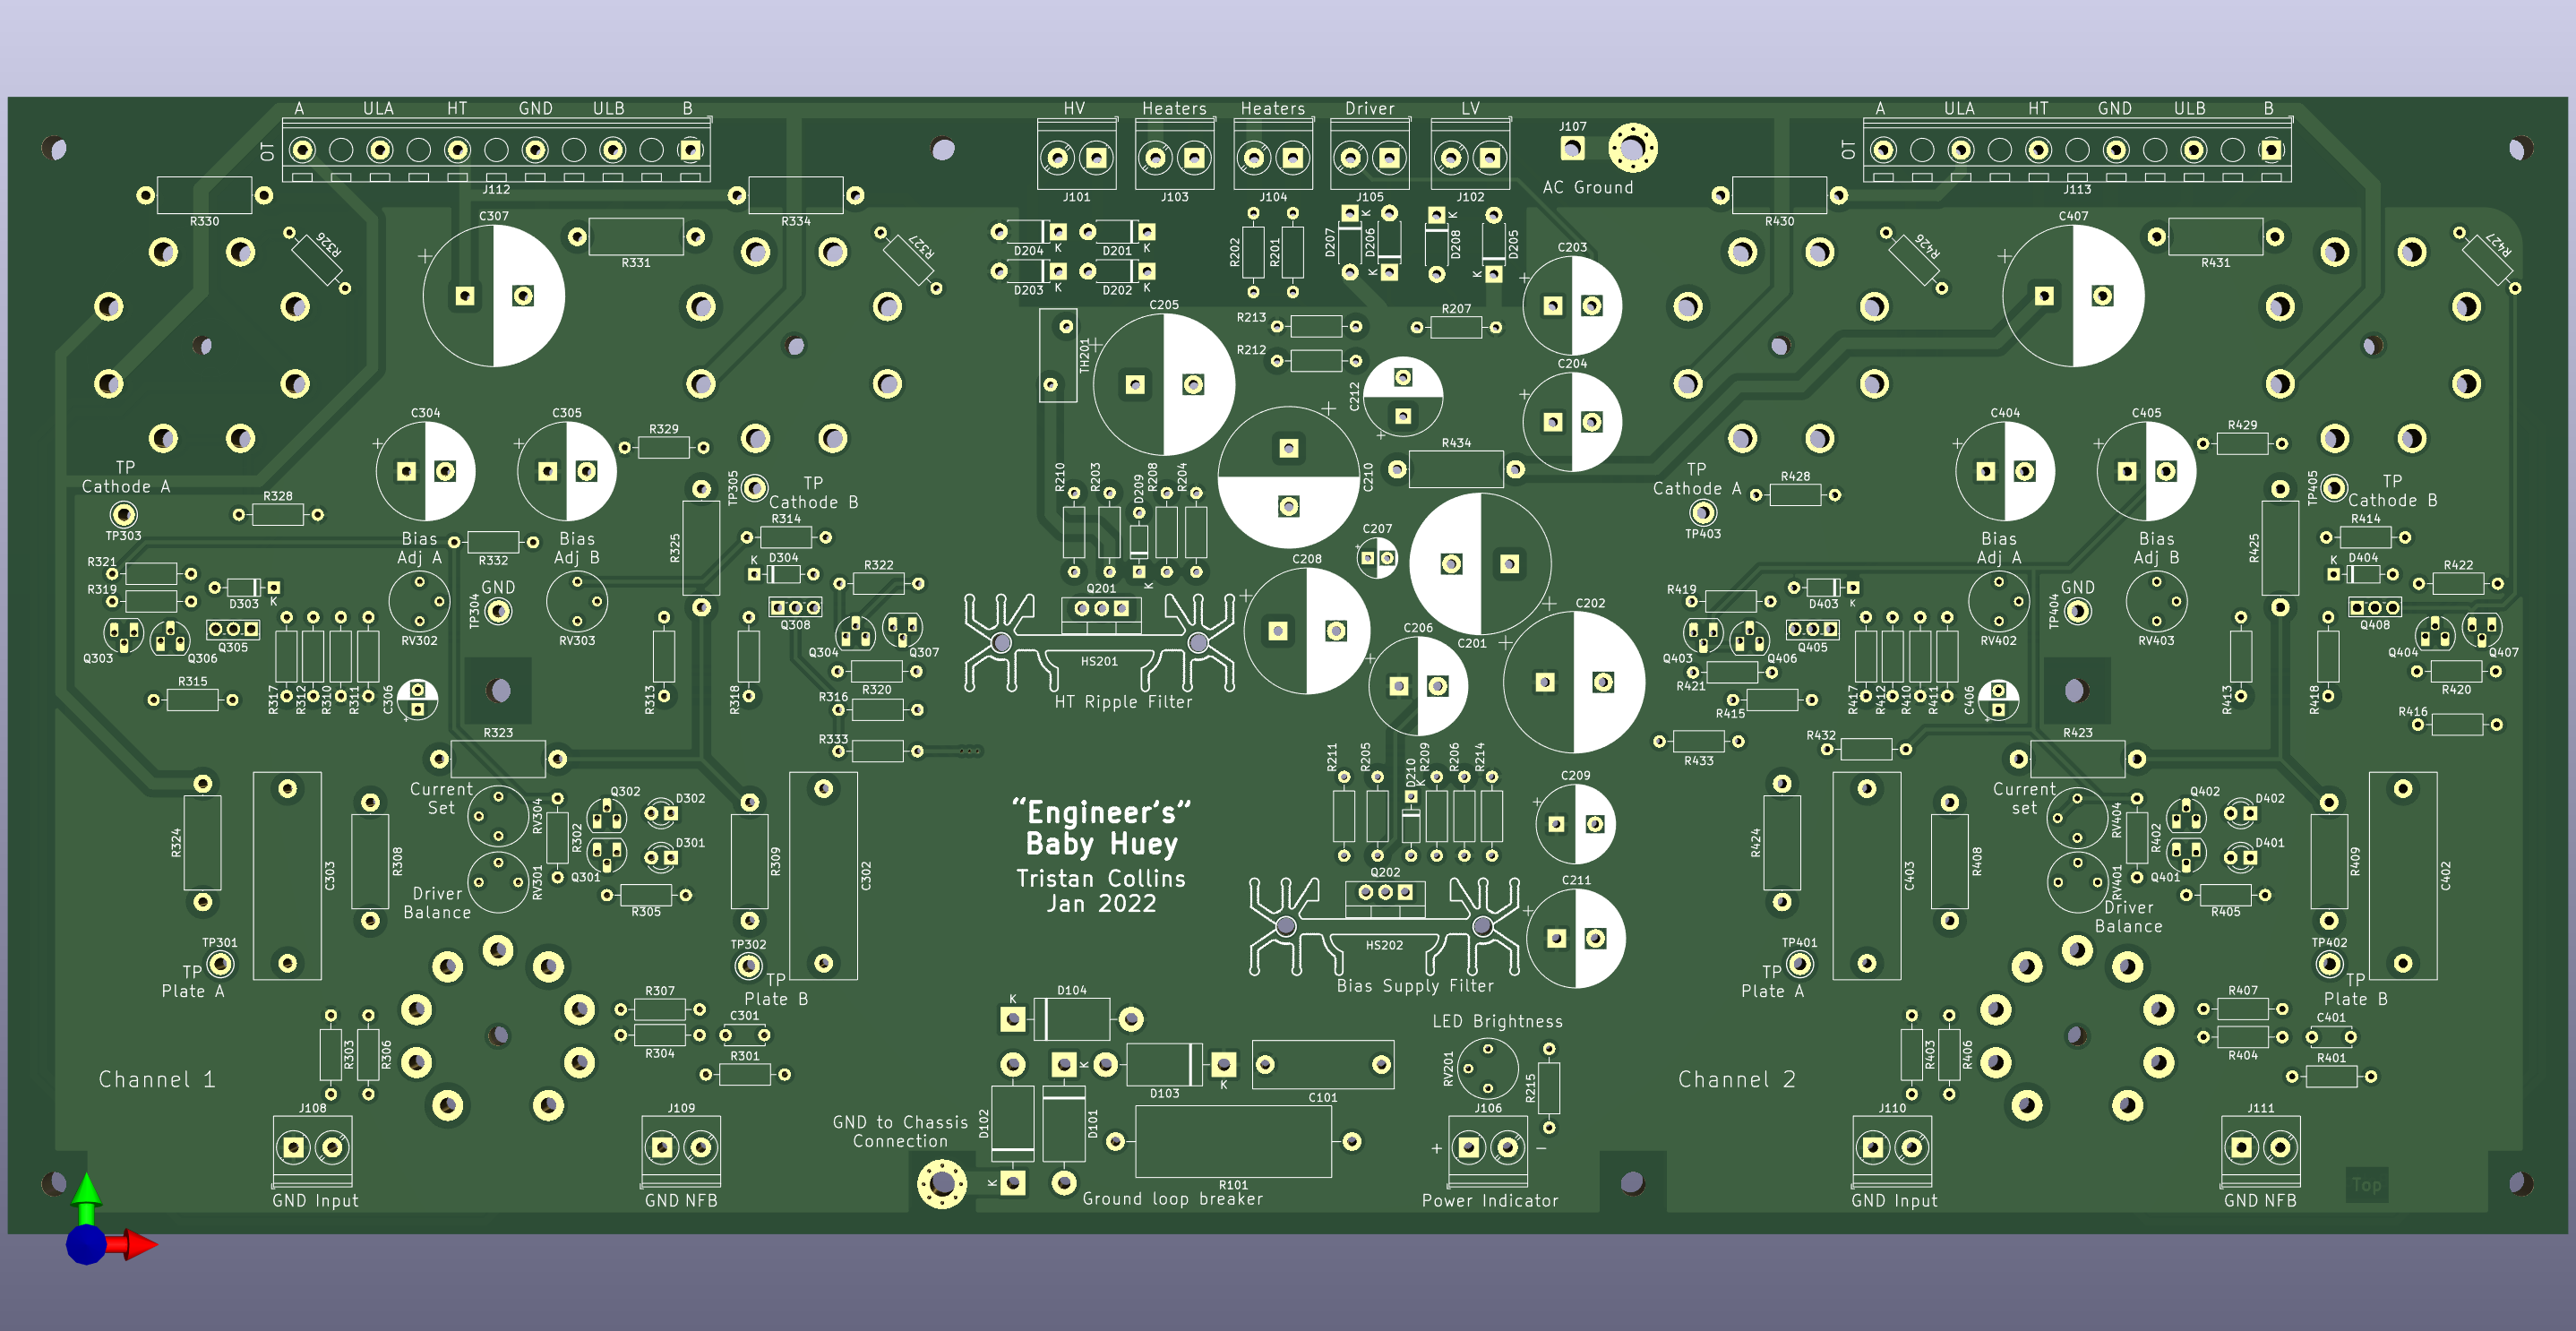 A ULA HT GND ULB B
HV Heaters Heaters Driver LV
A ULA HT GND ULB B
OT
J112
J101 J103 J104 J105 J102
J107
AC Ground
OT
J113
R330
R326
C307
R331
R334
R327
D204 D201
K K
D203 D202
K K
R202 R201
D207 K D206 K
K D208 D205 K
C203
R430
R426
C407
R431
R427
C205
TH201
R213
R212
R207
C212
C204
C304 C305
R329
C210
R434
C404 C405
R429
TP
Cathode A
TP303
R328
TP305
TP
Cathode B
R210 R203 D209 R208 R204
K
TP
Cathode A
TP403
R428
TP405
TP
Cathode B
Bias
Adj A
R332
Bias
Adj B
R325
R314
K D304
C207
C208
C201
Bias
Adj A
Bias
Adj B
R425
R414
K D404
R321
R319
D303 K
GND
TP304
RV302 RV303
R322
Q308
Q201
C202
R419
D403 K
GND
TP404
RV402 RV403
R422
Q408
Q303 Q306 Q305
Q304 Q307
HS201
HT Ripple Filter
C206
Q403 Q406 Q405
R421
Q404 Q407
R315
R317 R312 R310 R311
C306
R313 R318
R320
R316
R333
R415
R417 R412 R410 R411
C406
R413 R418
R420
R416
R323
R211 R205 D210 K R209 R206 R214
R433
R432
R423
Current
Set
RV304
R302
Q302 D302
Q301 D301
“Engineer‘s”
Baby Huey
Tristan Collins
Jan 2022
C209
Current
set
RV404
R402
Q402 D402
Q401 D401
R324 C303 R308
RV301
R305
R309 C302
Driver
Balance
Q202
HS202
Bias Supply Filter
C211
R424 C403 R408
RV401
R405
R409 C402
Driver
Balance
TP301
TP
Plate A
TP302
TP
Plate B
TP401
TP
Plate A
TP402
TP
Plate B
R307
R304
C301
R301
R303 R306
K D104
LED Brightness
R407
R404
C401
R401
R403 R406
Channel 1
K
D103 K
C101
RV201
R215
Channel 2
J108
J109
GND to Chassis
Connection
D102 D101
K
R101
Ground loop breaker
J106
+ −
Power Indicator
J110
J111
GND Input
GND NFB
GND Input
GND NFB
Top